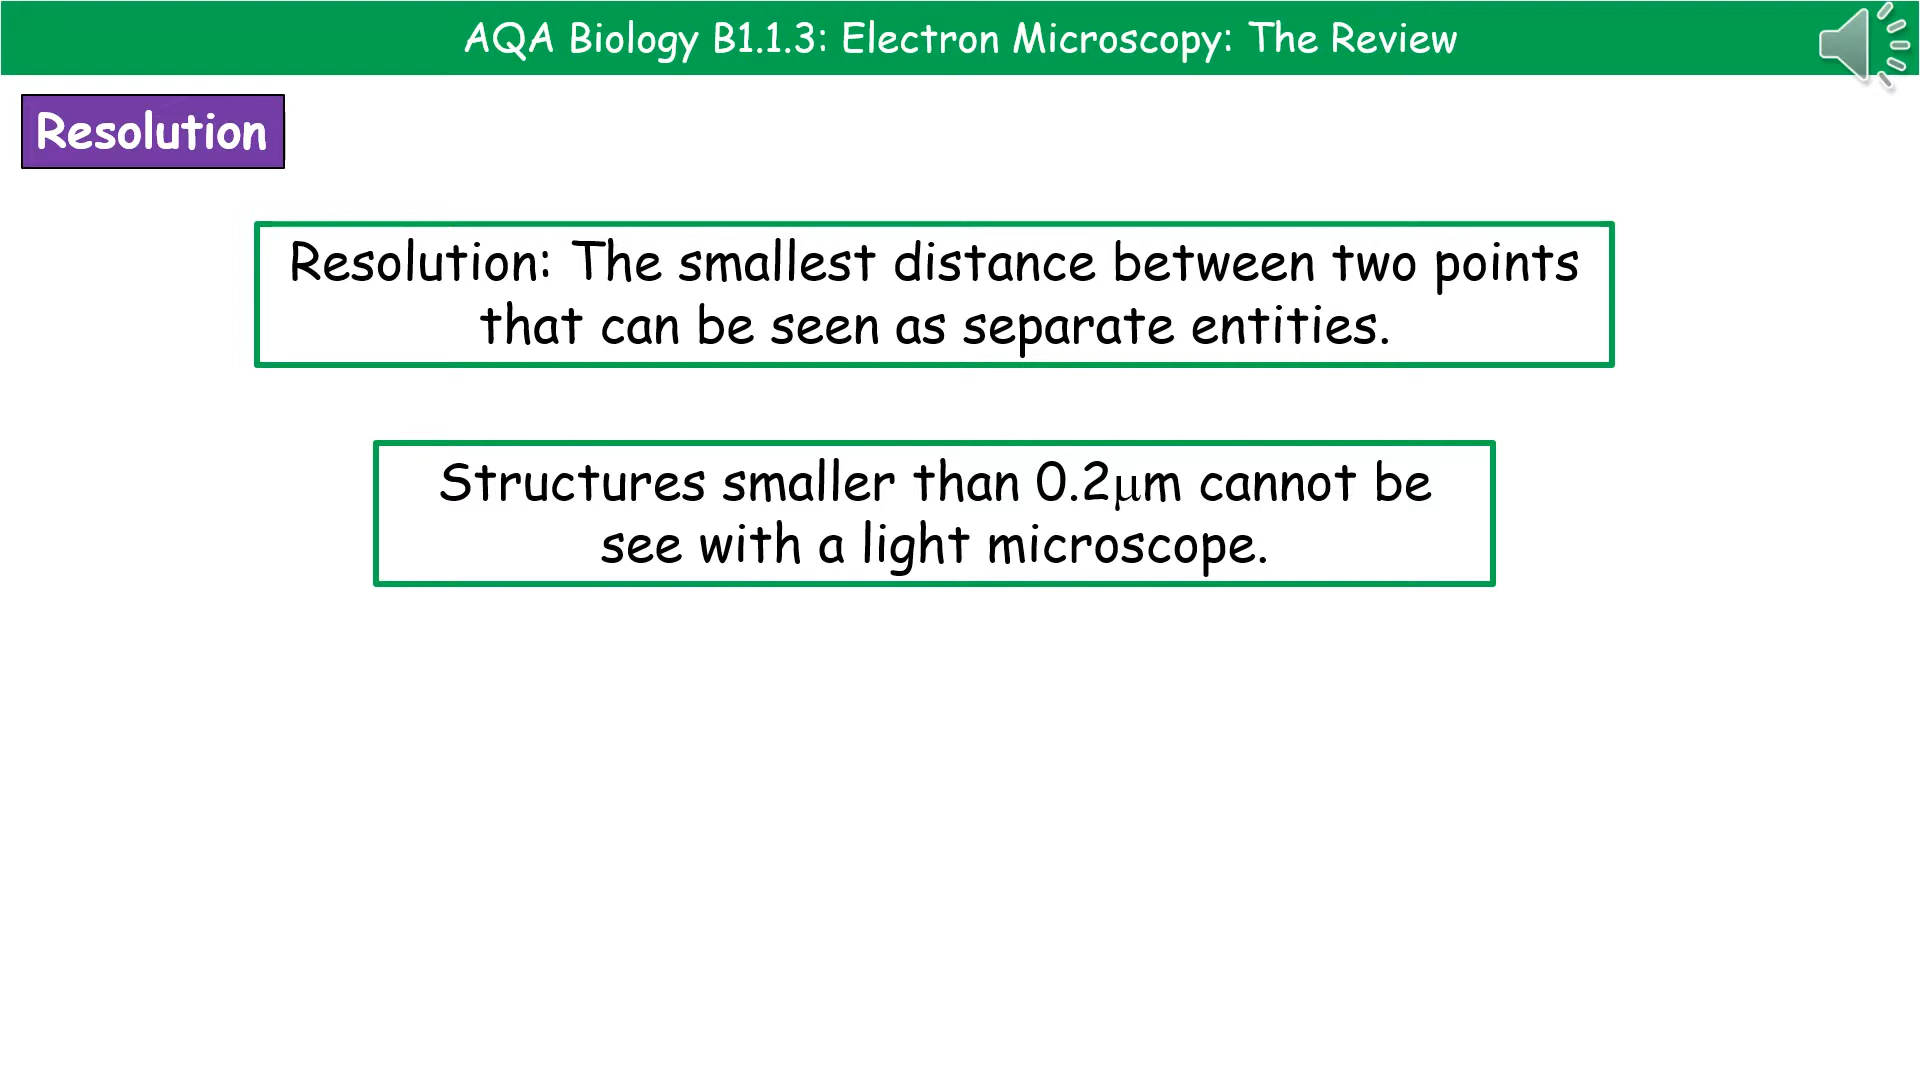 AQA Biology B1.1.3: Electron Microscopy: The Review
Resolution
Resolution: The smallest distance between two points
that can be seen as separate entities.
Structures smaller than 0.2μm cannot be
see with a light microscope.